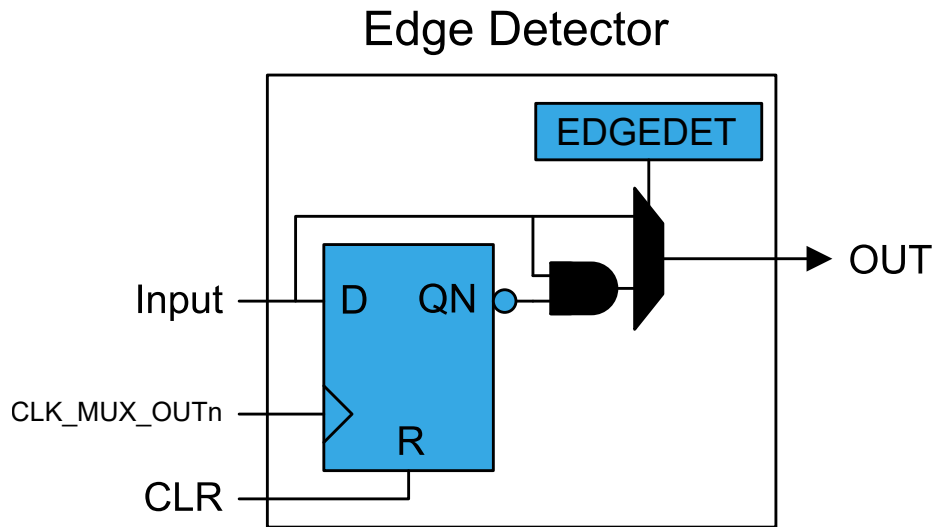 Edge Detector
EDGEDET
OUT
Input
D
QN
CLK_MUX_OUTn
R
CLR